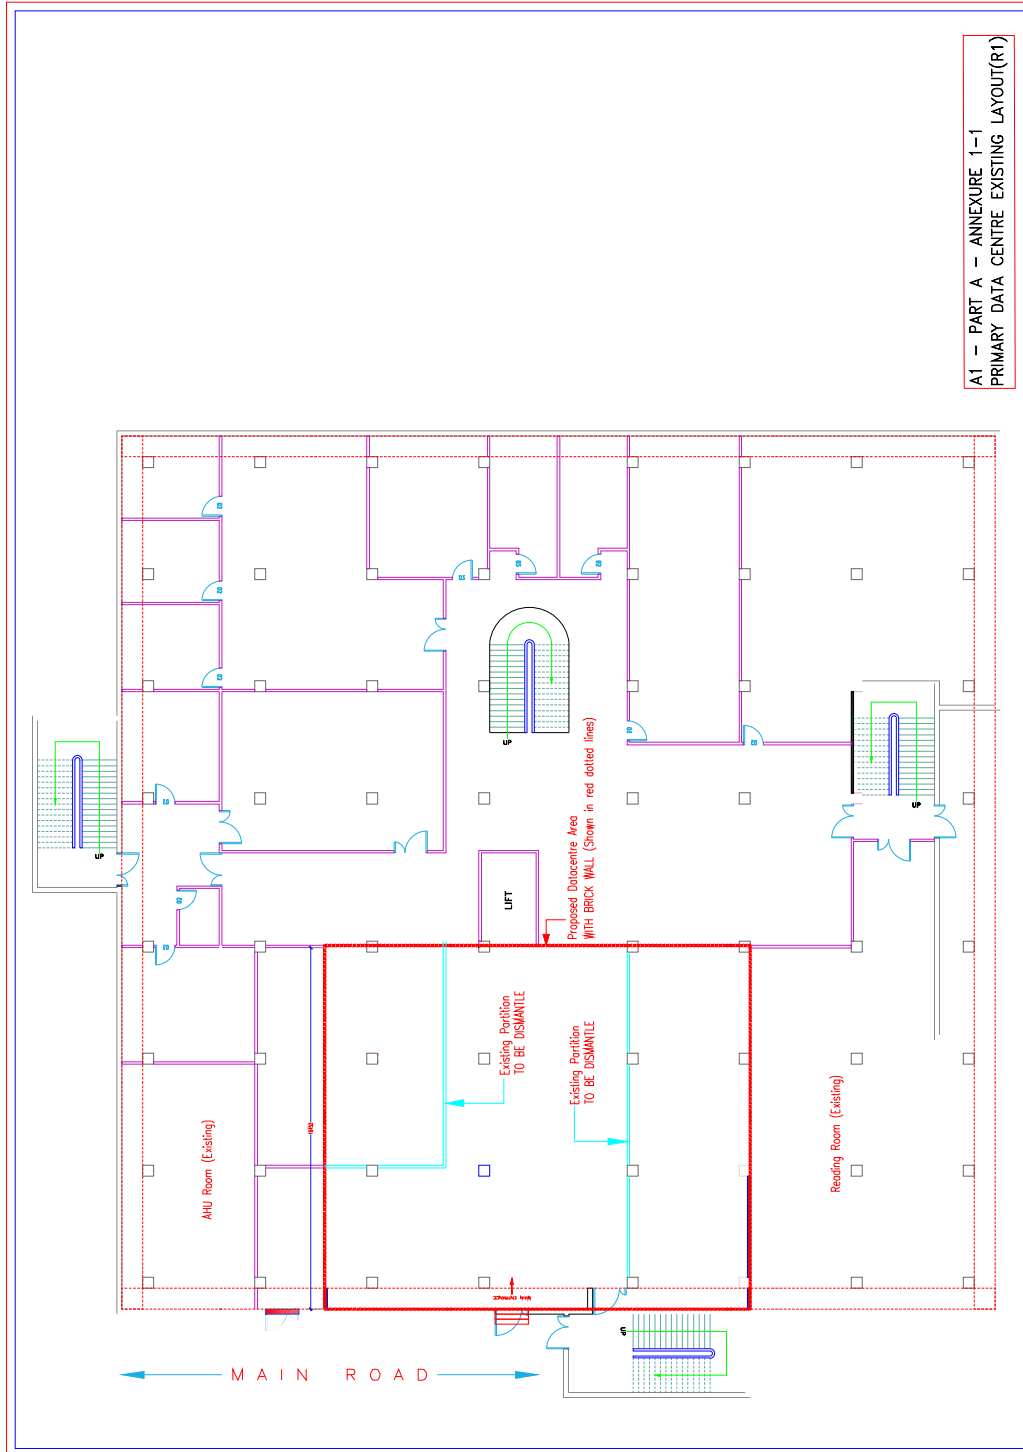 A1 - PART A - ANNEXURE 1-1
PRIMARY DATA CENTRE EXISTING LAYOUT(R1)
UP
UP
UP
Proposed Datacentre Area
WITH BRICK WALL (Shown in red dotted lines)
LIFT
Existing Partition
TO BE DISMANTLE
Existing Partition
TO BE DISMANTLE
AHU Room (Existing)
Reading Room (Existing)
MAIN ENTRANCE
UP
MAIN ROAD